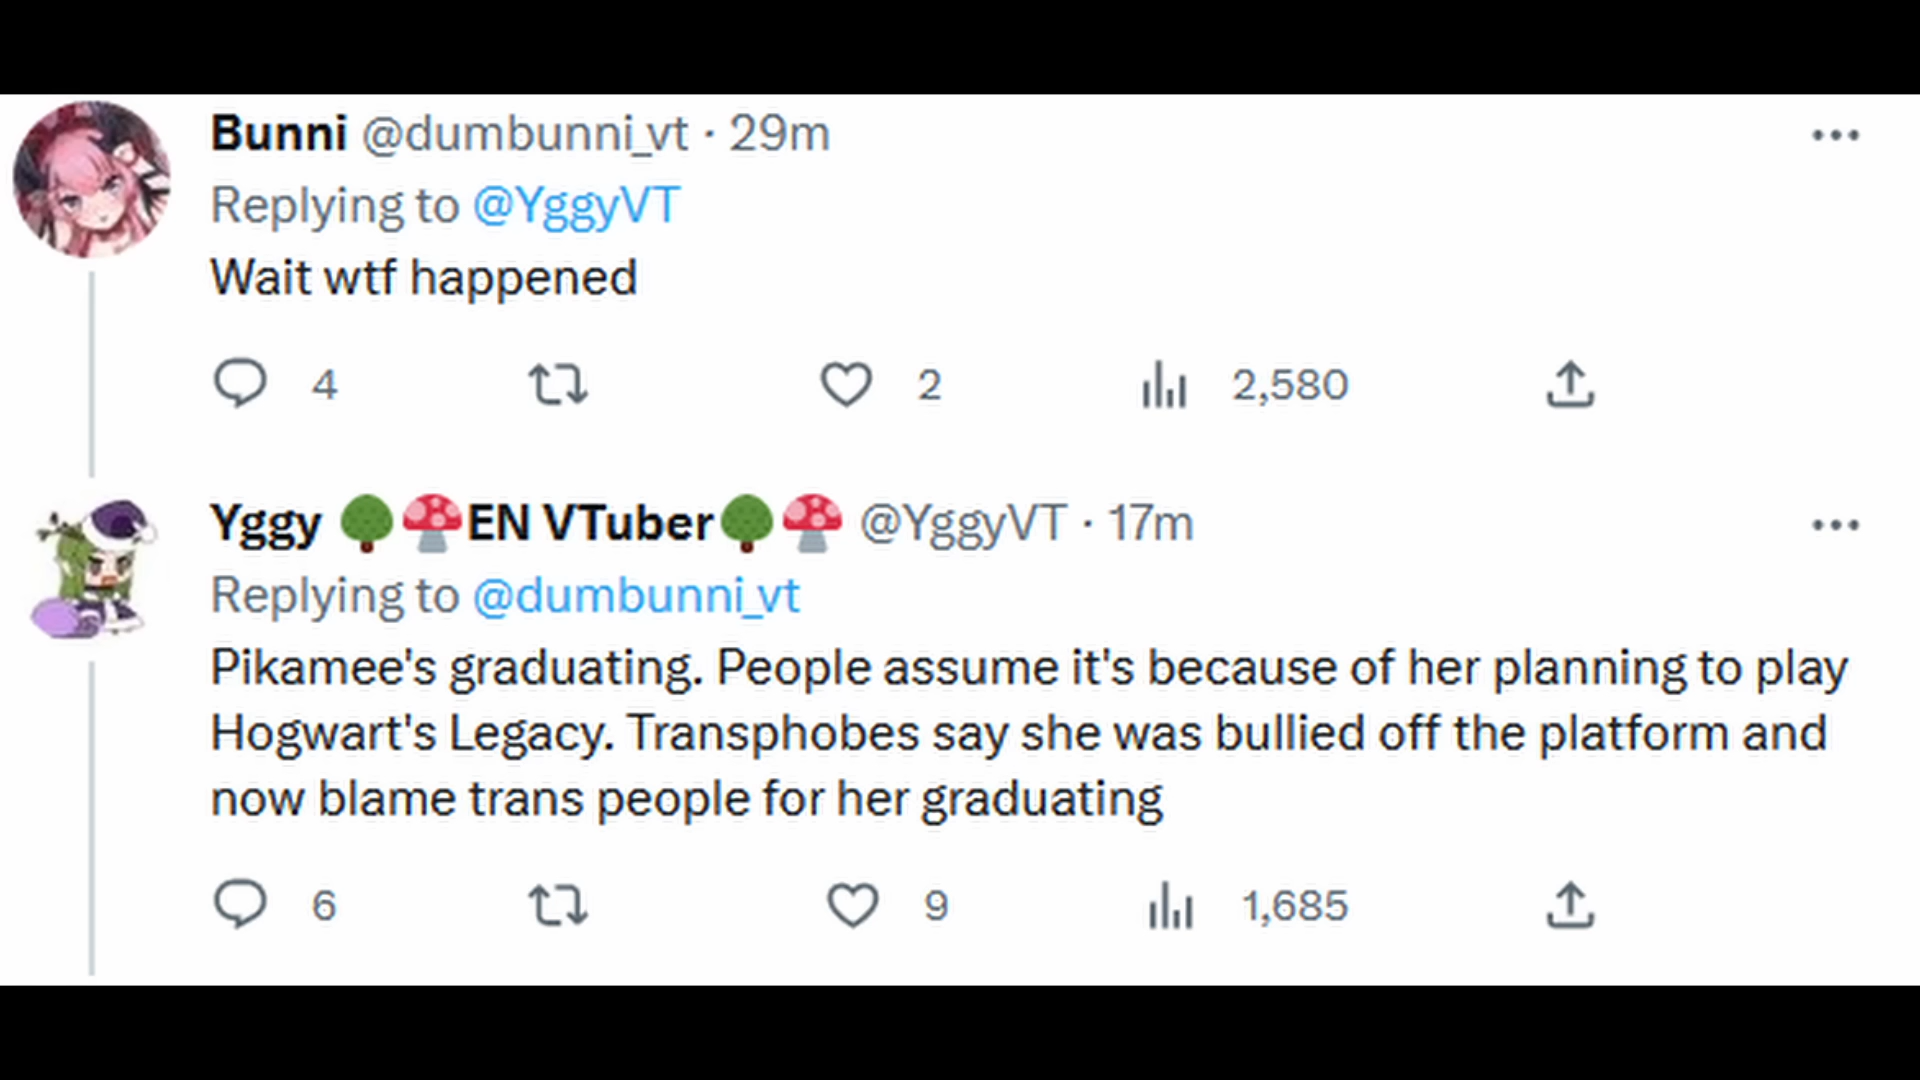 Bunni @dumbunni_vt · 29m
Replying to @YggyVT
Wait wtf happened
4 2 2,580
Yggy 🌳🍄EN VTuber🌳🍄 @YggyVT · 17m
Replying to @dumbunni_vt
Pikamee's graduating. People assume it's because of her planning to play
Hogwart's Legacy. Transphobes say she was bullied off the platform and
now blame trans people for her graduating
6 9 1,685